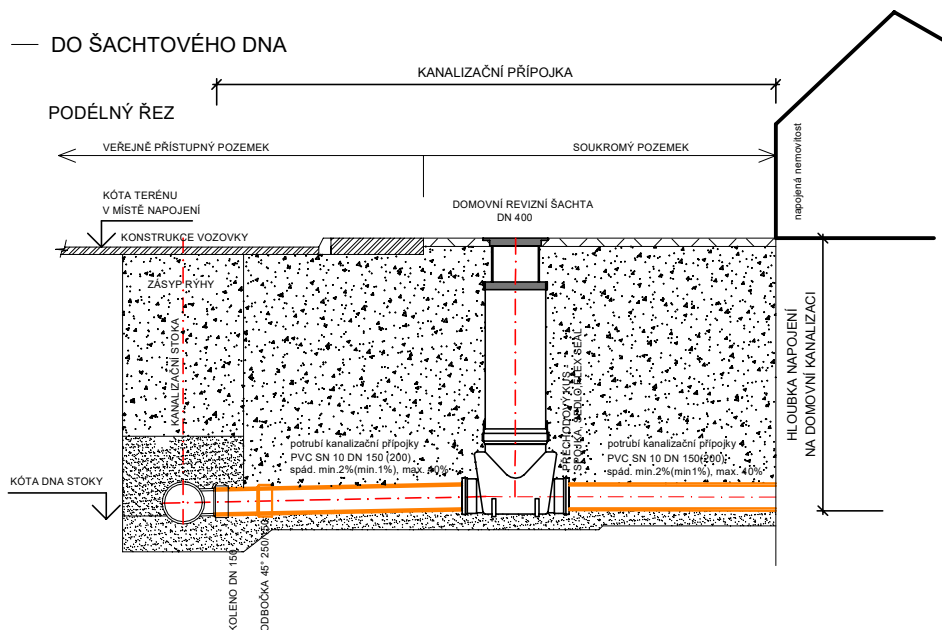 DO ŠACHTOVÉHO DNA
KANALIZAČNÍ PŘÍPOJKA
PODÉLNÝ ŘEZ
VEŘEJNĚ PŘÍSTUPNÝ POZEMEK
SOUKROMÝ POZEMEK
napojená nemovitost
KÓTA TERÉNU
V MÍSTĚ NAPOJENÍ
DOMOVNÍ REVIZNÍ ŠACHTA
DN 400
KONSTRUKCE VOZOVKY
ZÁSYP RÝHY
KANALIZAČNÍ STOKA
PŘECHODOVÝ KUS
SPOJKA, SEDLO FLEX SEAL
HLOUBKA NAPOJENÍ
NA DOMOVNÍ KANALIZACI
potrubí kanalizační přípojky
PVC SN 10 DN 150 (200)
spád. min.2%(min.1%), max. 40%
potrubí kanalizační přípojky
PVC SN 10 DN 150(200)
spád. min.2%(min1%), max. 40%
KÓTA DNA STOKY
KOLENO DN 150
ODBOČKA 45° 250/